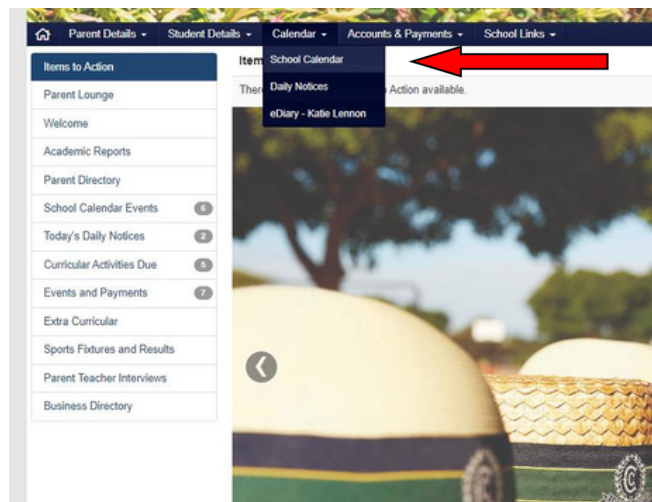 Parent Details Student Details Calendar Accounts & Payments School Links
Items to Action
Item
School Calendar
Ther Action available.
Daily Notices
eDiary - Katie Lennon
Parent Lounge
Welcome
Academic Reports
Parent Directory
School Calendar Events 6
Today's Daily Notices 2
Curricular Activities Due 5
Events and Payments 7
Extra Curricular
Sports Fixtures and Results
Parent Teacher Interviews
Business Directory